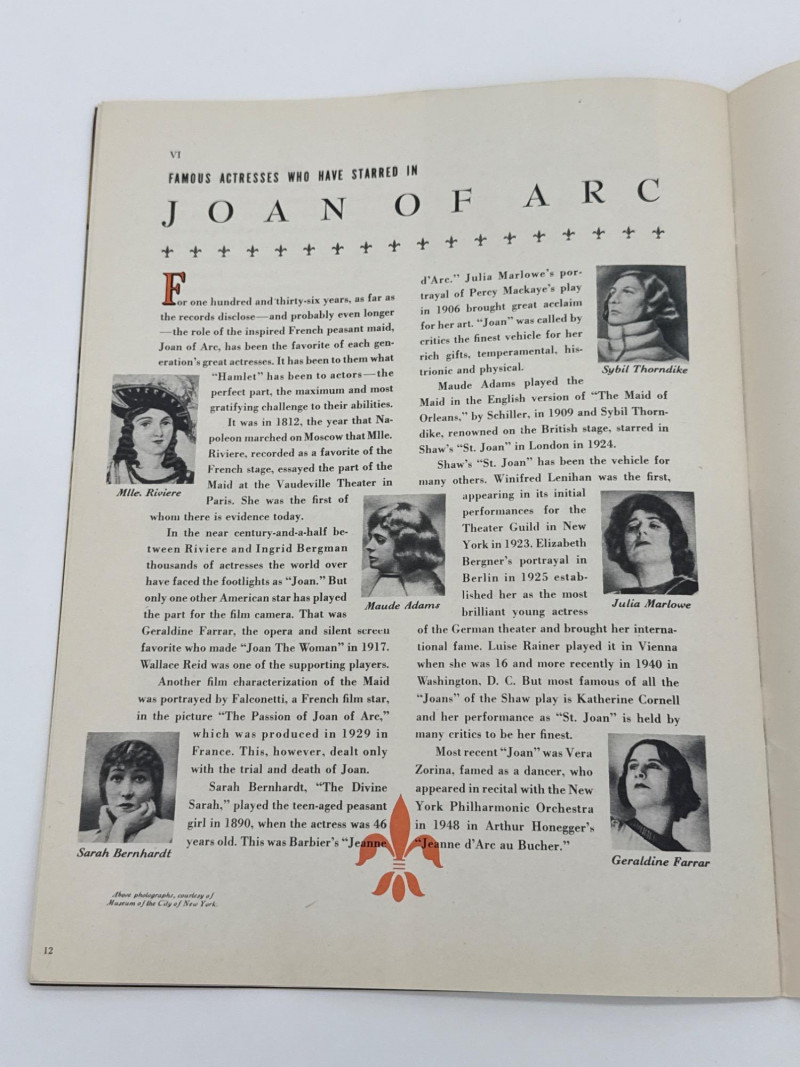 VI
FAMOUS ACTRESSES WHO HAVE STARRED IN
JOAN OF ARC
For one hundred and thirty-six years, as far as
the records disclose—and probably even longer
—the role of the inspired French peasant maid,
Joan of Arc, has been the favorite of each gen-
eration's great actresses. It has been to them what
"Hamlet" has been to actors—the
perfect part, the maximum and most
gratifying challenge to their abilities.
It was in 1812, the year that Na-
poleon marched on Moscow that Mlle.
Riviere, recorded as a favorite of the
French stage, essayed the part of the
Maid at the Vaudeville Theater in
Paris. She was the first of
whom there is evidence today.
Mlle. Riviere
In the near century-and-a-half be-
tween Riviere and Ingrid Bergman
thousands of actresses the world over
have faced the footlights as "Joan." But
only one other American star has played
the part for the film camera. That was
Geraldine Farrar, the opera and silent screen
favorite who made "Joan The Woman" in 1917.
Wallace Reid was one of the supporting players.
Maude Adams
Another film characterization of the Maid
was portrayed by Falconetti, a French film star,
in the picture "The Passion of Joan of Arc,"
which was produced in 1929 in
France. This, however, dealt only
with the trial and death of Joan.
Sarah Bernhardt, "The Divine
Sarah," played the teen-aged peasant
girl in 1890, when the actress was 46
years old. This was Barbier's "Jeanne
Sarah Bernhardt
d'Arc." Julia Marlowe's por-
trayal of Percy Mackaye's play
in 1906 brought great acclaim
for her art. "Joan" was called by
critics the finest vehicle for her
rich gifts, temperamental, his-
trionic and physical.
Sybil Thorndike
Maude Adams played the
Maid in the English version of "The Maid of
Orleans," by Schiller, in 1909 and Sybil Thorn-
dike, renowned on the British stage, starred in
Shaw's "St. Joan" in London in 1924.
Shaw's "St. Joan" has been the vehicle for
many others. Winifred Lenihan was the first,
appearing in its initial
performances for the
Theater Guild in New
York in 1923. Elizabeth
Bergner's portrayal in
Berlin in 1925 estab-
lished her as the most
brilliant young actress
of the German theater and brought her interna-
tional fame. Luise Rainer played it in Vienna
when she was 16 and more recently in 1940 in
Washington, D. C. But most famous of all the
"Joans" of the Shaw play is Katherine Cornell
and her performance as "St. Joan" is held by
many critics to be her finest.
Julia Marlowe
Most recent "Joan" was Vera
Zorina, famed as a dancer, who
appeared in recital with the New
York Philharmonic Orchestra
in 1948 in Arthur Honegger's
"Jeanne d'Arc au Bucher."
Geraldine Farrar
Above photographs, courtesy of
Museum of the City of New York.
12